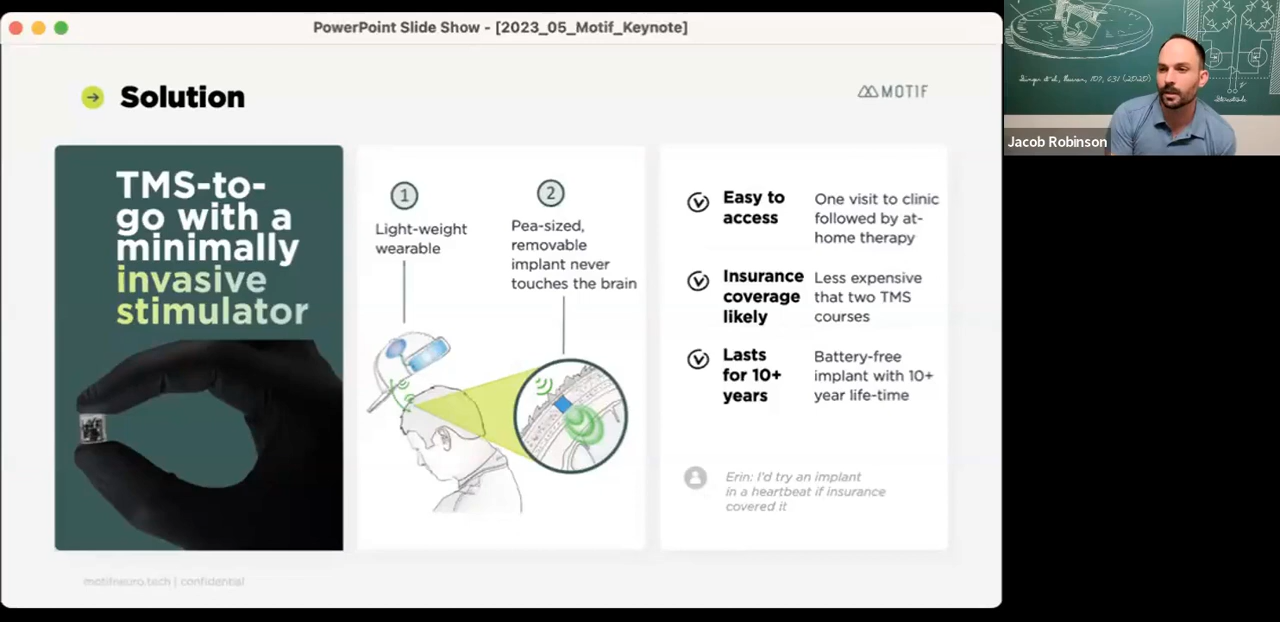 PowerPoint Slide Show - [2023_05_Motif_Keynote]
Solution
MOTIF
TMS-to-
go with a
minimally
invasive
stimulator
1
Light-weight
wearable
2
Pea-sized,
removable
implant never
touches the brain
Easy to
access
One visit to clinic
followed by at-
home therapy
Insurance
coverage
likely
Less expensive
that two TMS
courses
Lasts
for 10+
years
Battery-free
implant with 10+
year life-time
Erin: I'd try an implant
in a heartbeat if insurance
covered it
motifneuro.tech | confidential
Jacob Robinson